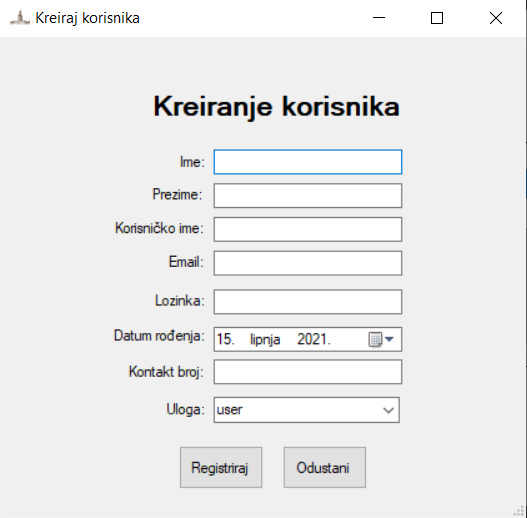 Kreiraj korisnika
Kreiranje korisnika
Ime:
Prezime:
Korisničko ime:
Email:
Lozinka:
Datum rođenja: 15. lipnja 2021.
Kontakt broj:
Uloga: user
Registriraj Odustani